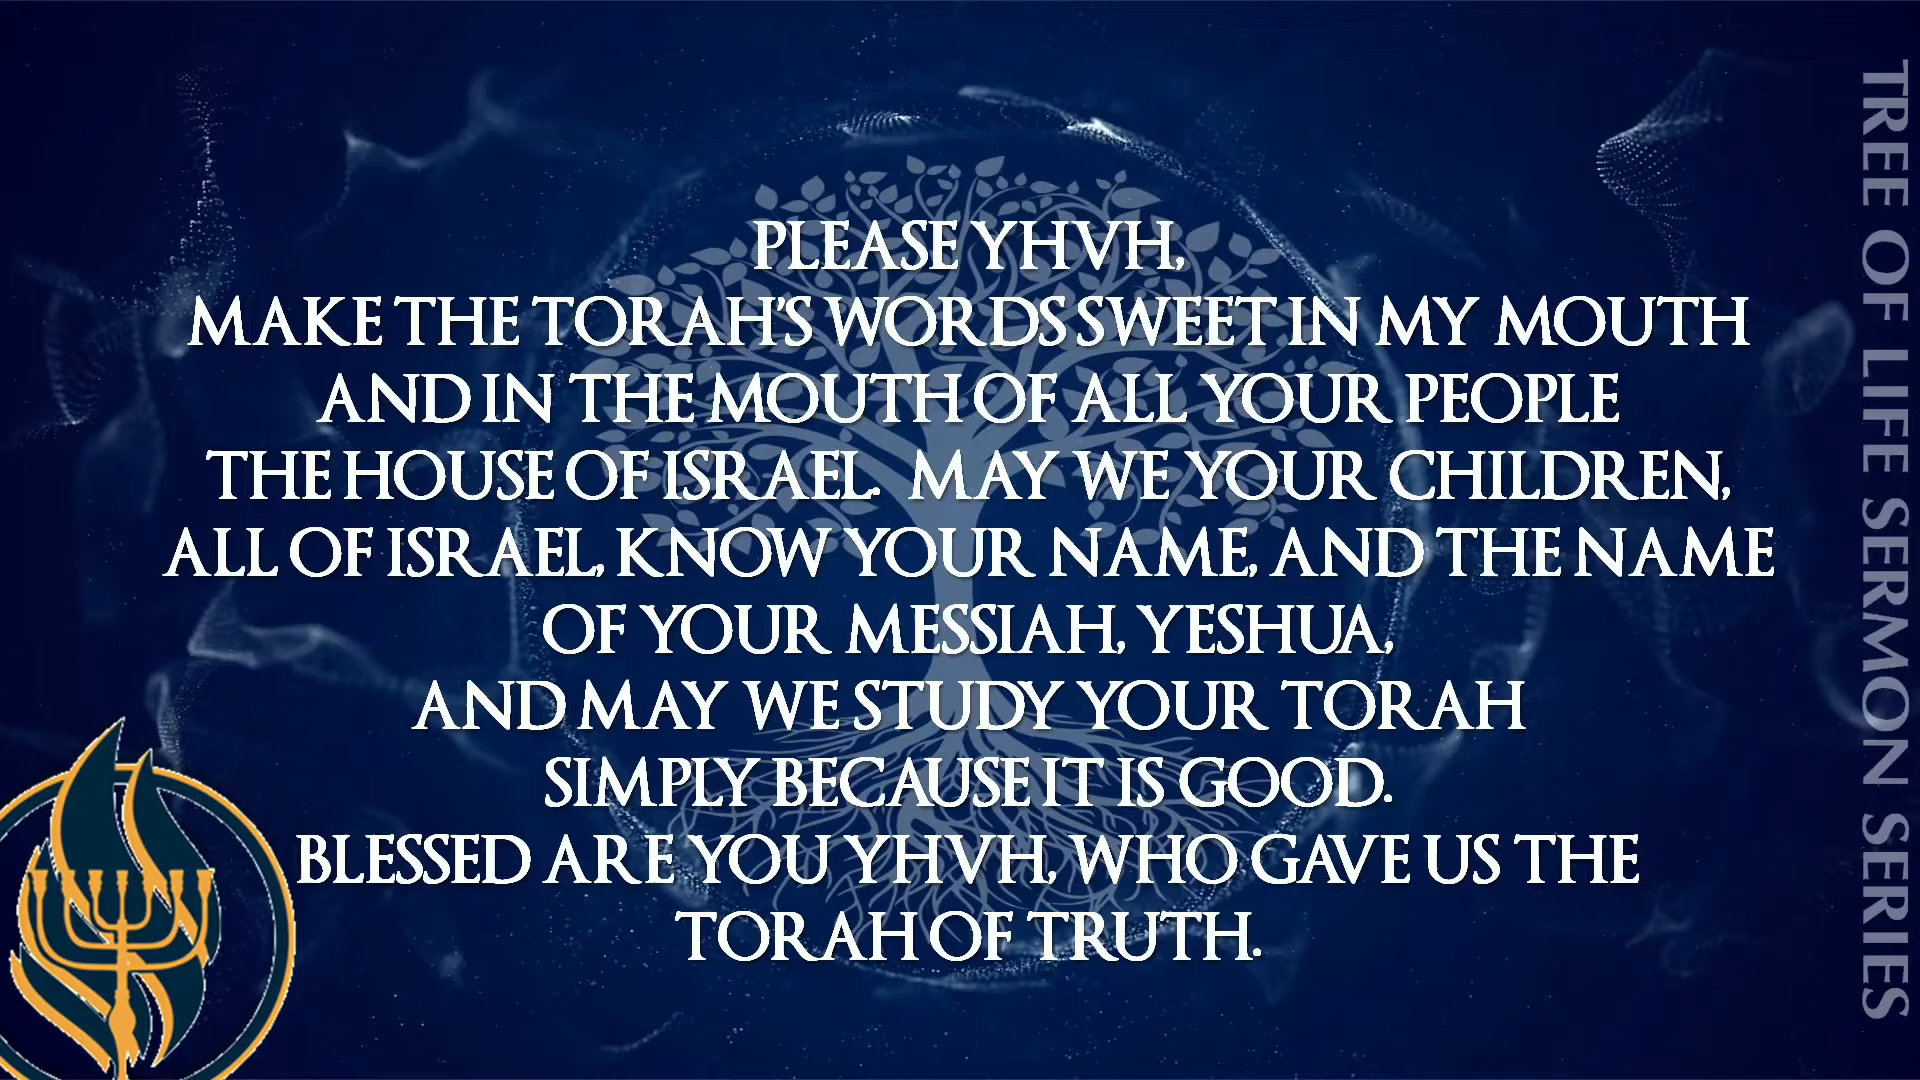 PLEASE YHVH,
MAKE THE TORAH'S WORDS SWEET IN MY MOUTH
AND IN THE MOUTH OF ALL YOUR PEOPLE
THE HOUSE OF ISRAEL. MAY WE YOUR CHILDREN,
ALL OF ISRAEL, KNOW YOUR NAME, AND THE NAME
OF YOUR MESSIAH, YESHUA,
AND MAY WE STUDY YOUR TORAH
SIMPLY BECAUSE IT IS GOOD.
BLESSED ARE YOU YHVH, WHO GAVE US THE
TORAH OF TRUTH.
TREE OF LIFE SERMON SERIES